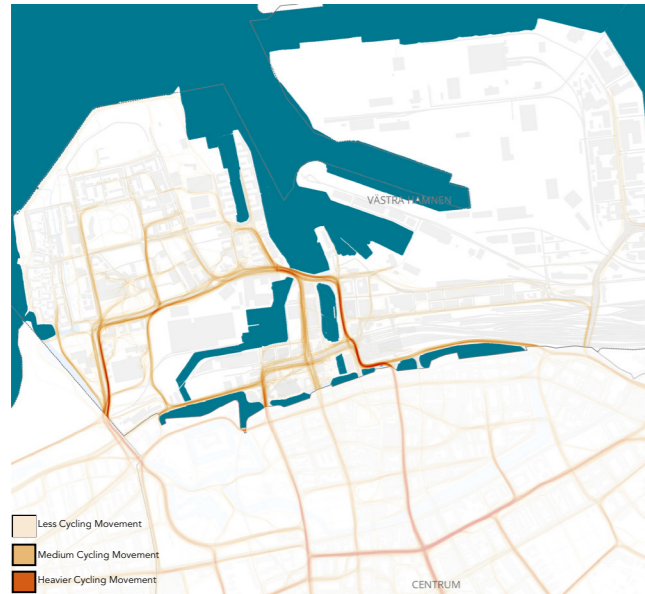 VÄSTRA HAMNEN
Less Cycling Movement
Medium Cycling Movement
Heavier Cycling Movement
CENTRUM